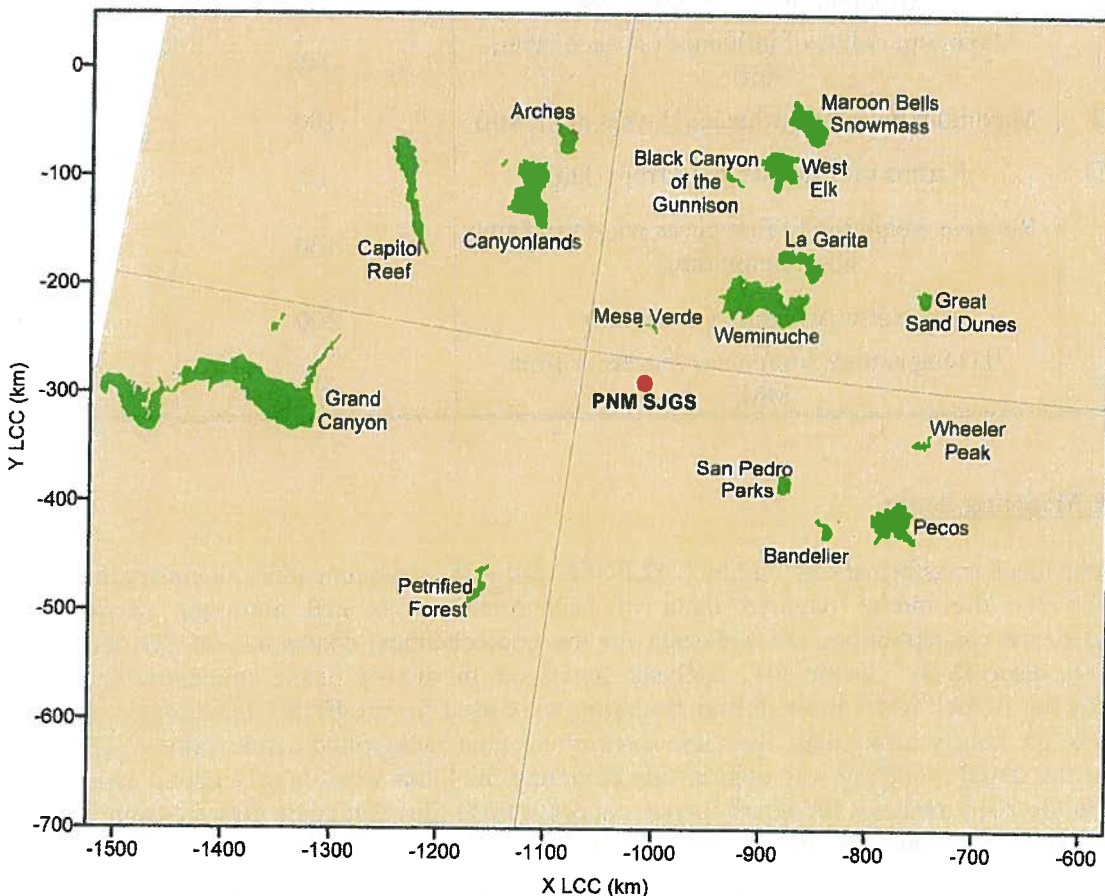 0
-100
-200
-300
-400
-500
-600
-700
Y LCC (km)
Arches
Maroon Bells
Snowmass
Black Canyon
of the
Gunnison
West
Elk
Capitol
Reef
Canyonlands
La Garita
Mesa Verde
Weminuche
Great
Sand Dunes
PNM SJGS
Grand
Canyon
Wheeler
Peak
San Pedro
Parks
Pecos
Bandelier
Petrified
Forest
-1500
-1400
-1300
-1200
-1100
-1000
-900
-800
-700
-600
X LCC (km)